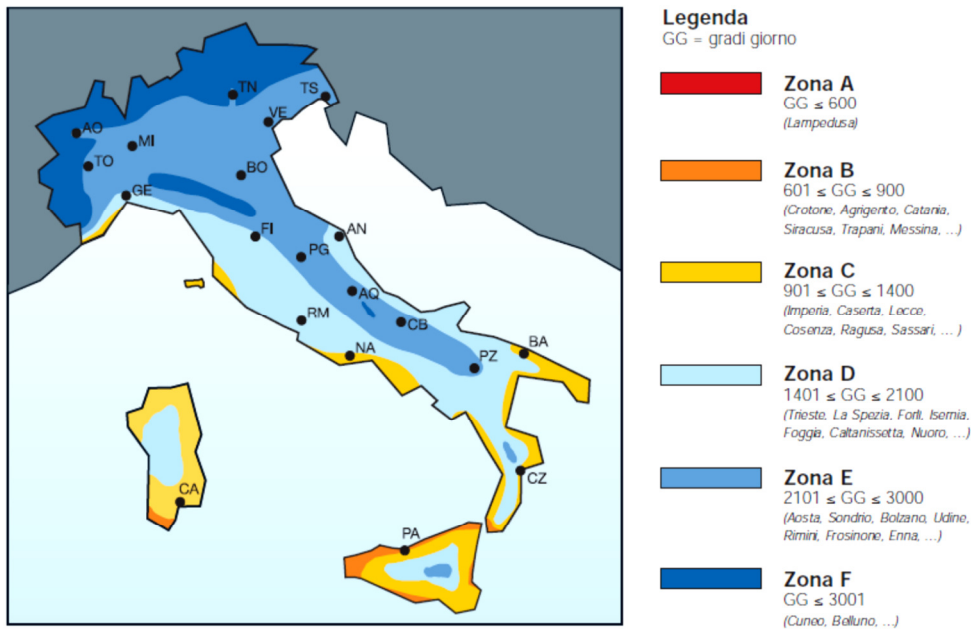 TN
TS
AO
MI
VE
TO
BO
GE
FI
AN
PG
AQ
RM
CB
NA
BA
PZ
CA
CZ
PA
Legenda
GG = gradi giorno
Zona A
GG ≤ 600
(Lampedusa)
Zona B
601 ≤ GG ≤ 900
(Crotone, Agrigento, Catania,
Siracusa, Trapani, Messina, ...)
Zona C
901 ≤ GG ≤ 1400
(Imperia, Caserta, Lecce,
Cosenza, Ragusa, Sassari, ... )
Zona D
1401 ≤ GG ≤ 2100
(Trieste, La Spezia, Forlì, Isernia,
Foggia, Caltanissetta, Nuoro, ...)
Zona E
2101 ≤ GG ≤ 3000
(Aosta, Sondrio, Bolzano, Udine,
Rimini, Frosinone, Enna, ...)
Zona F
GG ≤ 3001
(Cuneo, Belluno, ...)